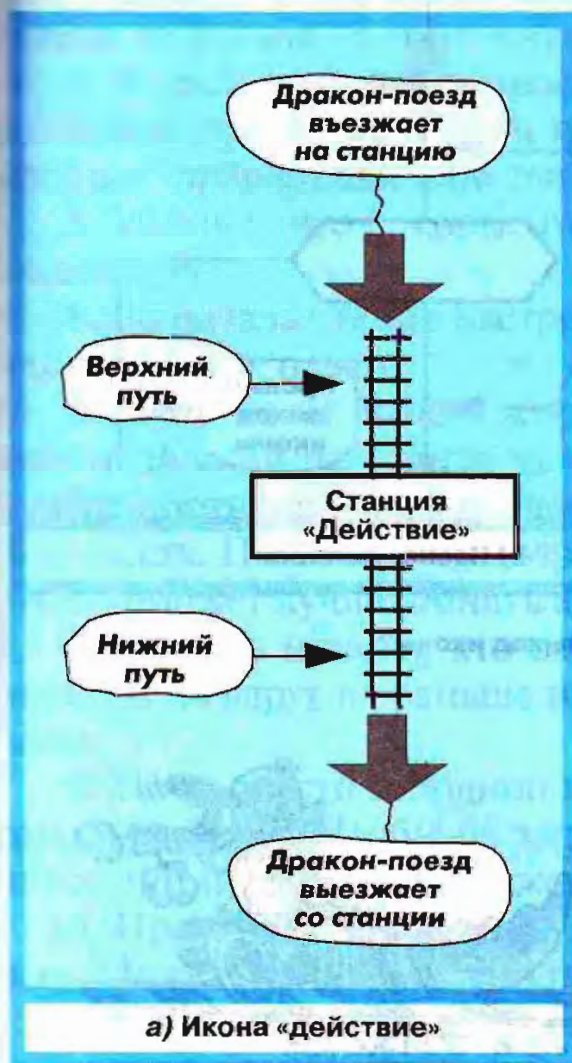 Дракон-поезд
въезжает
на станцию
Верхний
путь
Станция
«Действие»
Нижний
путь
Дракон-поезд
выезжает
со станции
а) Икона «действие»